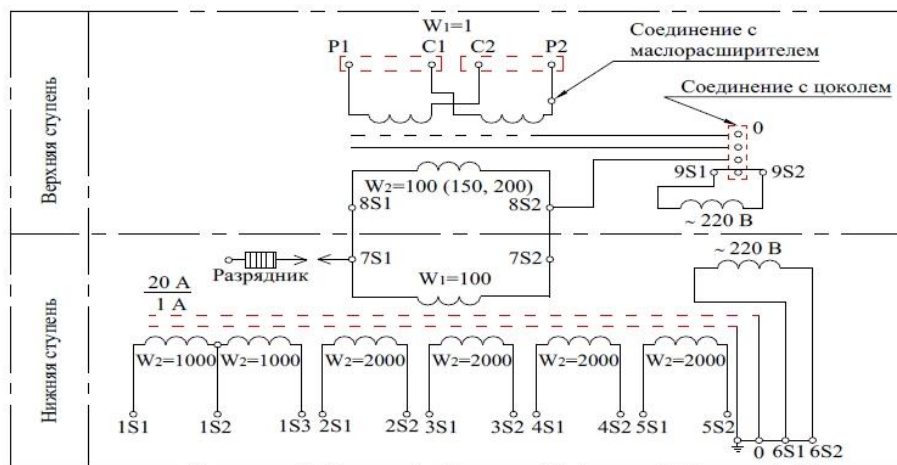 W₁=1
P1 C1 C2 P2
Соединение с
маслорасширителем
Соединение с цоколем
0
9S1 9S2
~ 220 В
W₂=100 (150, 200)
8S1 8S2
Верхняя ступень
7S1 7S2
Разрядник
W₁=100
~ 220 В
20 А
1 А
W₂=1000 W₂=1000 W₂=2000 W₂=2000 W₂=2000 W₂=2000
1S1 1S2 1S3 2S1 2S2 3S1 3S2 4S1 4S2 5S1 5S2
0 6S1 6S2
Нижняя ступень